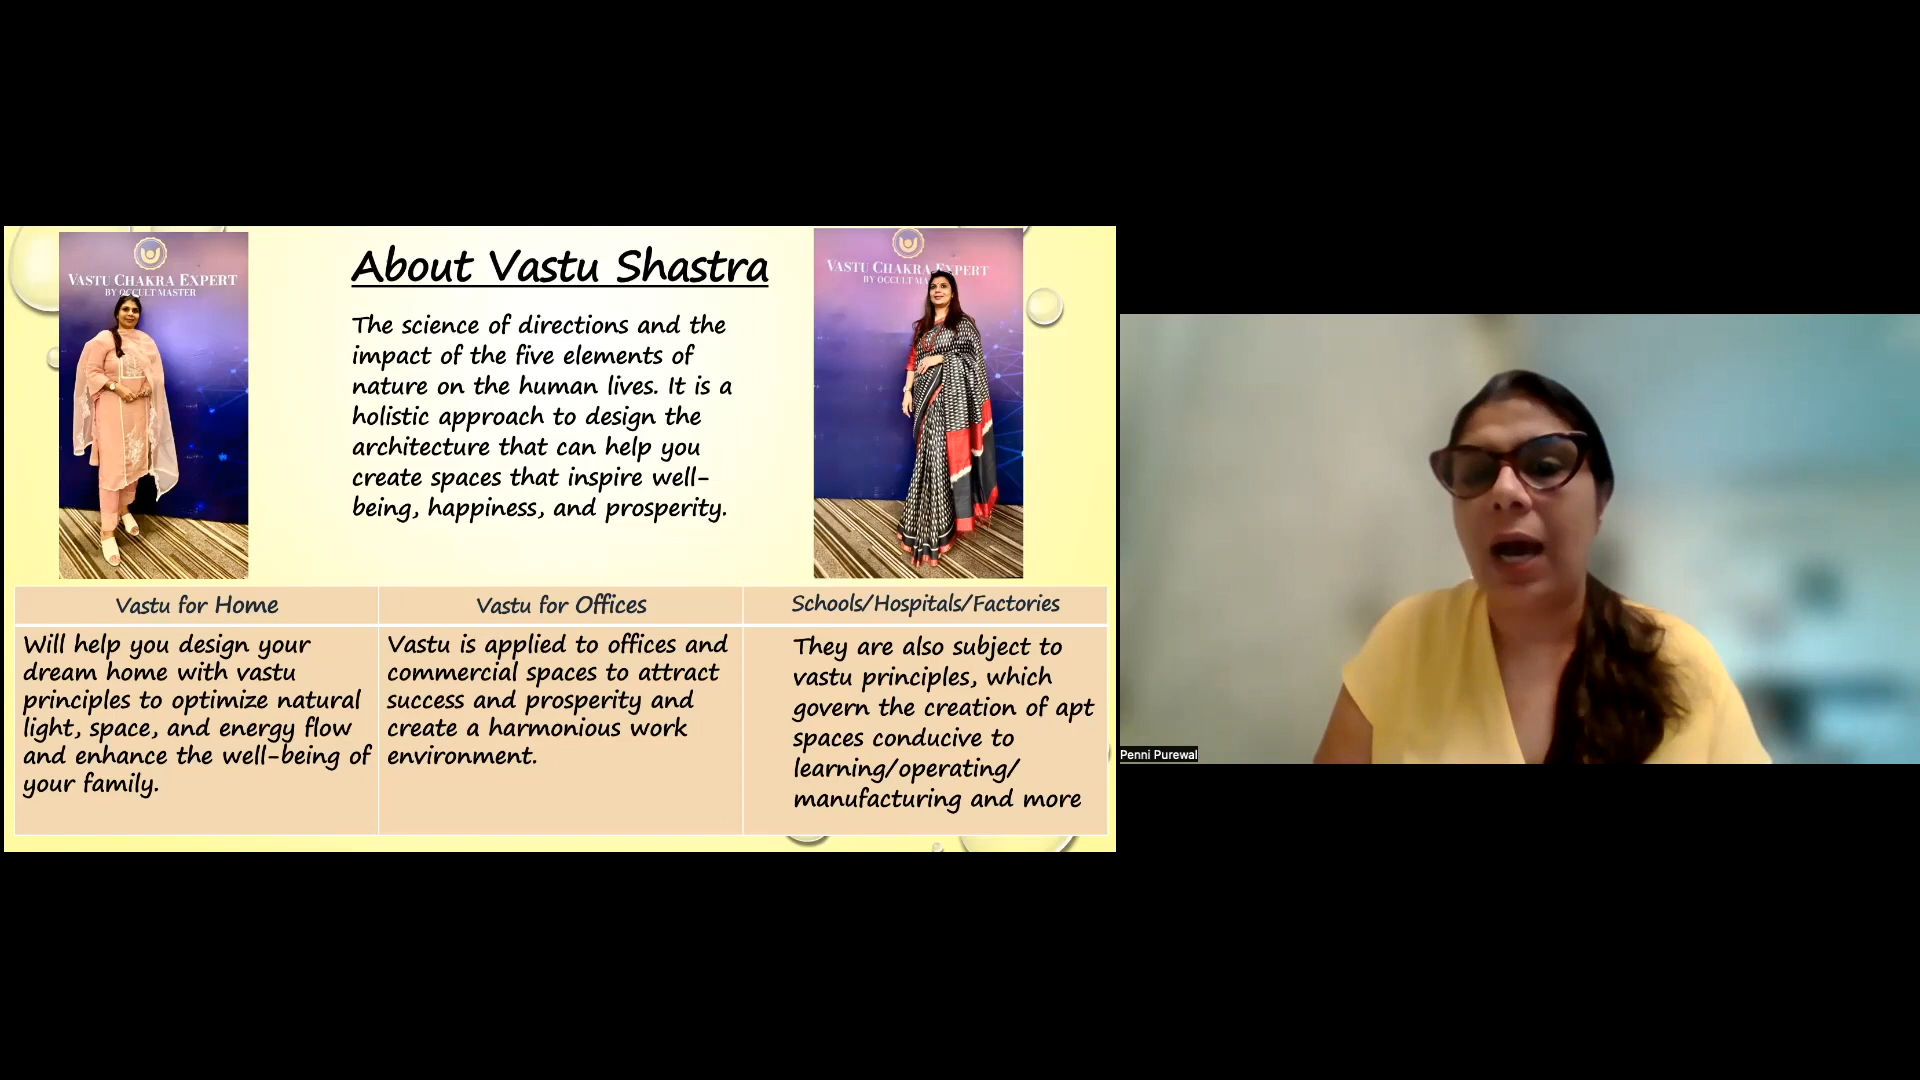 VASTU CHAKRA EXPERT
BY OCCULT MASTER
About Vastu Shastra
The science of directions and the
impact of the five elements of
nature on the human lives. It is a
holistic approach to design the
architecture that can help you
create spaces that inspire well-
being, happiness, and prosperity.
VASTU CHAKRA EXPERT
BY OCCULT
Vastu for Home
Will help you design your
dream home with vastu
principles to optimize natural
light, space, and energy flow
and enhance the well-being of
your family.
Vastu for Offices
Vastu is applied to offices and
commercial spaces to attract
success and prosperity and
create a harmonious work
environment.
Schools/Hospitals/Factories
They are also subject to
vastu principles, which
govern the creation of apt
spaces conducive to
learning/operating/
manufacturing and more
Penni Purewal